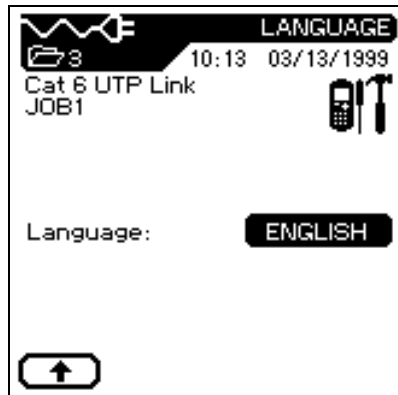 LANGUAGE
3 10:13 03/13/1999
Cat 6 UTP Link
JOB1
Language: ENGLISH